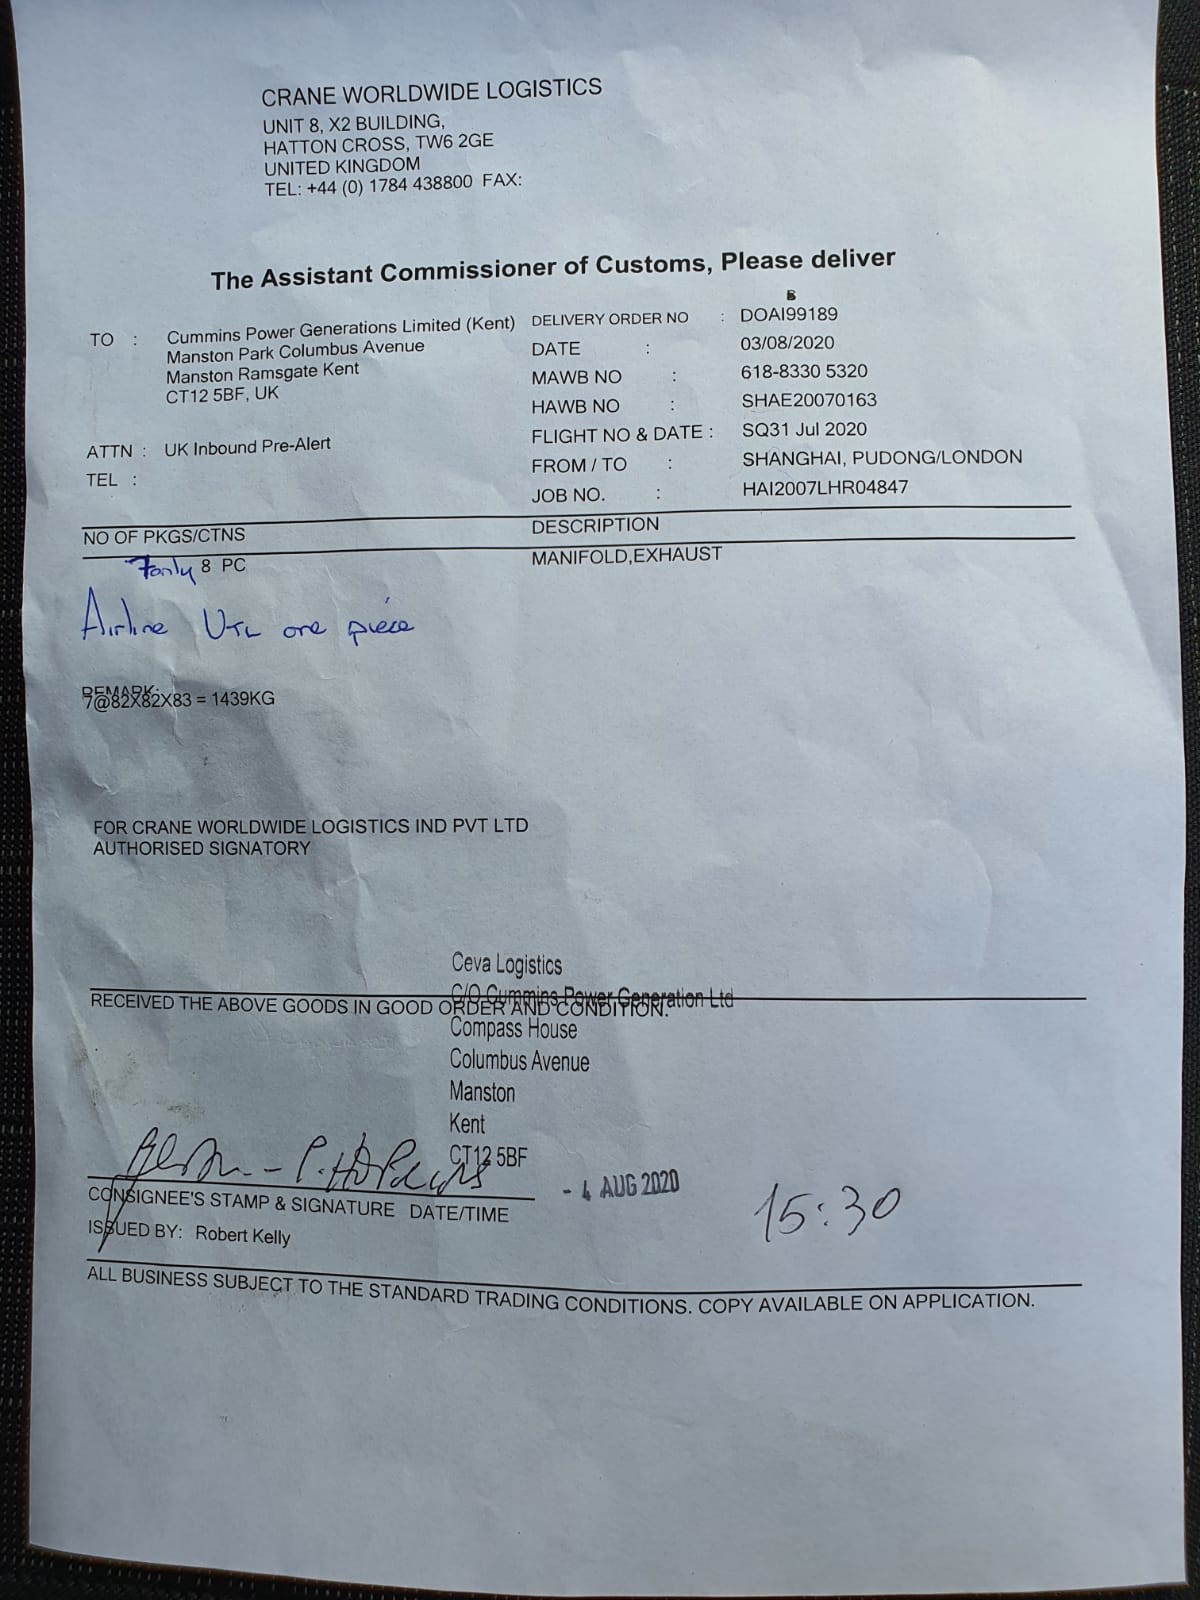 CRANE WORLDWIDE LOGISTICS
UNIT 8, X2 BUILDING,
HATTON CROSS, TW6 2GE
UNITED KINGDOM
TEL: +44 (0) 1784 438800 FAX:
The Assistant Commissioner of Customs, Please deliver
TO : Cummins Power Generations Limited (Kent)
Manston Park Columbus Avenue
Manston Ramsgate Kent
CT12 5BF, UK
ATTN : UK Inbound Pre-Alert
TEL :
B
DELIVERY ORDER NO : DOAI99189
DATE : 03/08/2020
MAWB NO : 618-8330 5320
HAWB NO : SHAE20070163
FLIGHT NO & DATE : SQ31 Jul 2020
FROM / TO : SHANGHAI, PUDONG/LONDON
JOB NO. : HAI2007LHR04847
NO OF PKGS/CTNS DESCRIPTION
7 only 8 PC MANIFOLD,EXHAUST
Airline UTL one piece
REMARK:
7@82X82X83 = 1439KG
FOR CRANE WORLDWIDE LOGISTICS IND PVT LTD
AUTHORISED SIGNATORY
RECEIVED THE ABOVE GOODS IN GOOD ORDER AND CONDITION.
Ceva Logistics
C/O Cummins Power Generation Ltd
Compass House
Columbus Avenue
Manston
Kent
CT12 5BF
- 4 AUG 2020
15:30
CONSIGNEE'S STAMP & SIGNATURE DATE/TIME
ISSUED BY: Robert Kelly
ALL BUSINESS SUBJECT TO THE STANDARD TRADING CONDITIONS. COPY AVAILABLE ON APPLICATION.